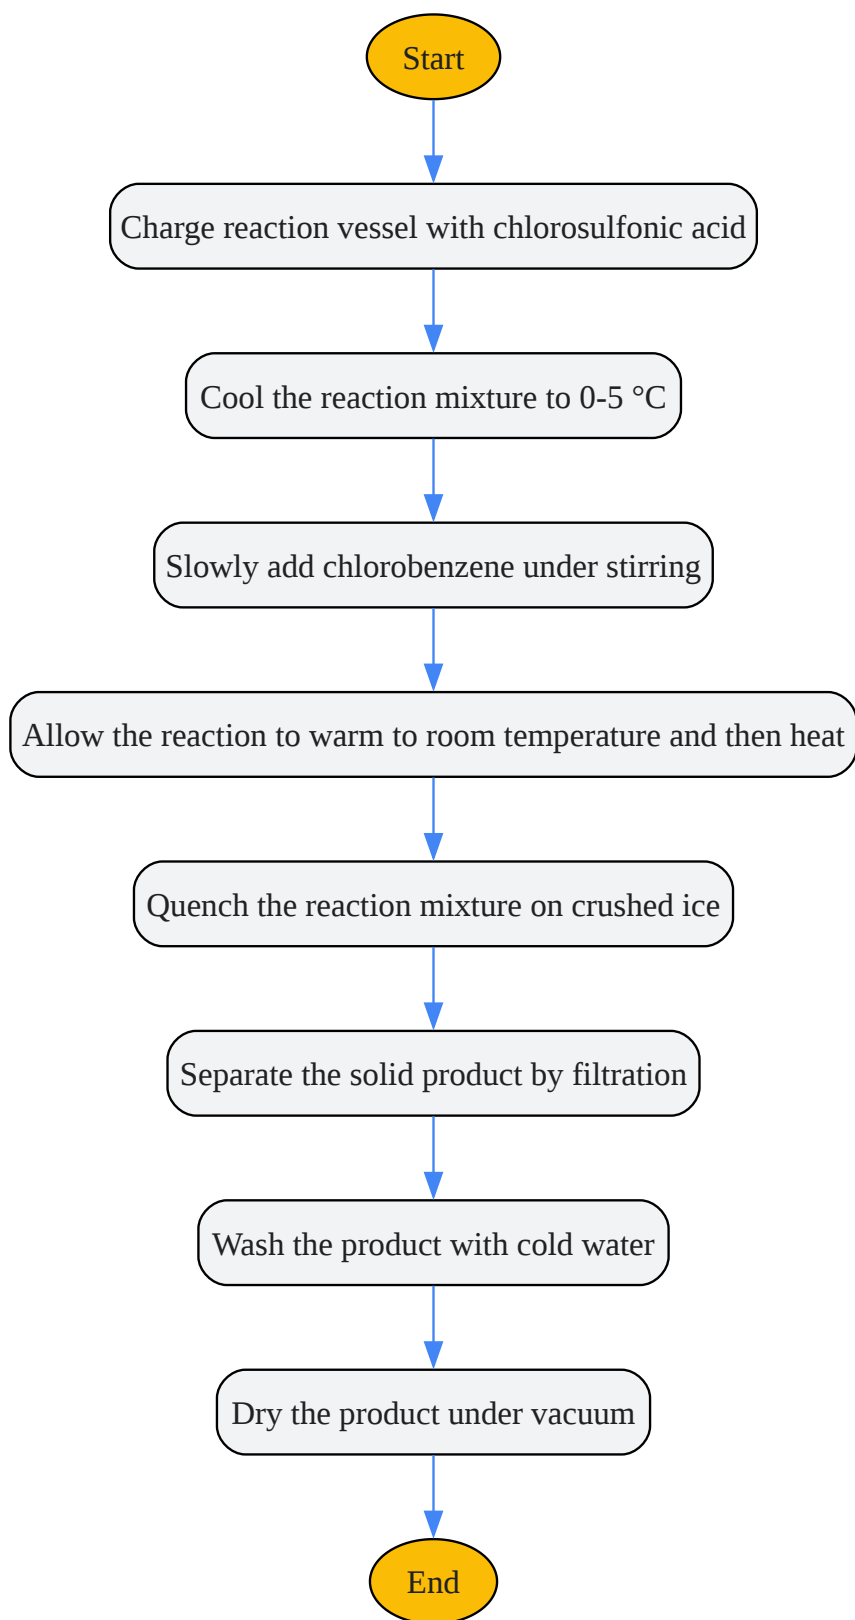 Start
Charge reaction vessel with chlorosulfonic acid
Cool the reaction mixture to 0-5 °C
Slowly add chlorobenzene under stirring
Allow the reaction to warm to room temperature and then heat
Quench the reaction mixture on crushed ice
Separate the solid product by filtration
Wash the product with cold water
Dry the product under vacuum
End